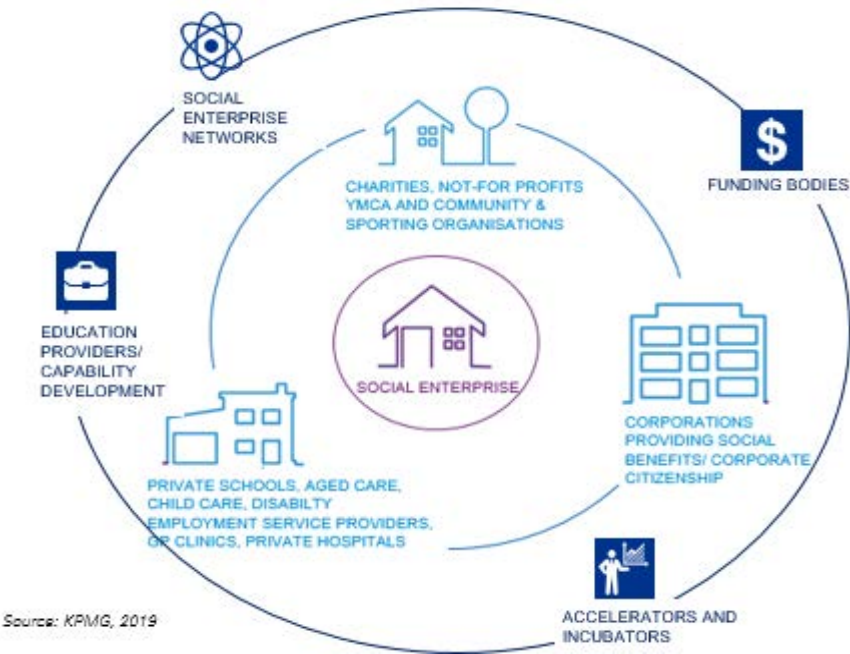 SOCIAL
ENTERPRISE
NETWORKS
$
FUNDING BODIES
CHARITIES, NOT-FOR PROFITS
YMCA AND COMMUNITY &
SPORTING ORGANISATIONS
EDUCATION
PROVIDERS/
CAPABILITY
DEVELOPMENT
SOCIAL ENTERPRISE
CORPORATIONS
PROVIDING SOCIAL
BENEFITS/ CORPORATE
CITIZENSHIP
PRIVATE SCHOOLS, AGED CARE,
CHILD CARE, DISABILTY
EMPLOYMENT SERVICE PROVIDERS,
GP CLINICS, PRIVATE HOSPITALS
ACCELERATORS AND
INCUBATORS
Source: KPMG, 2019